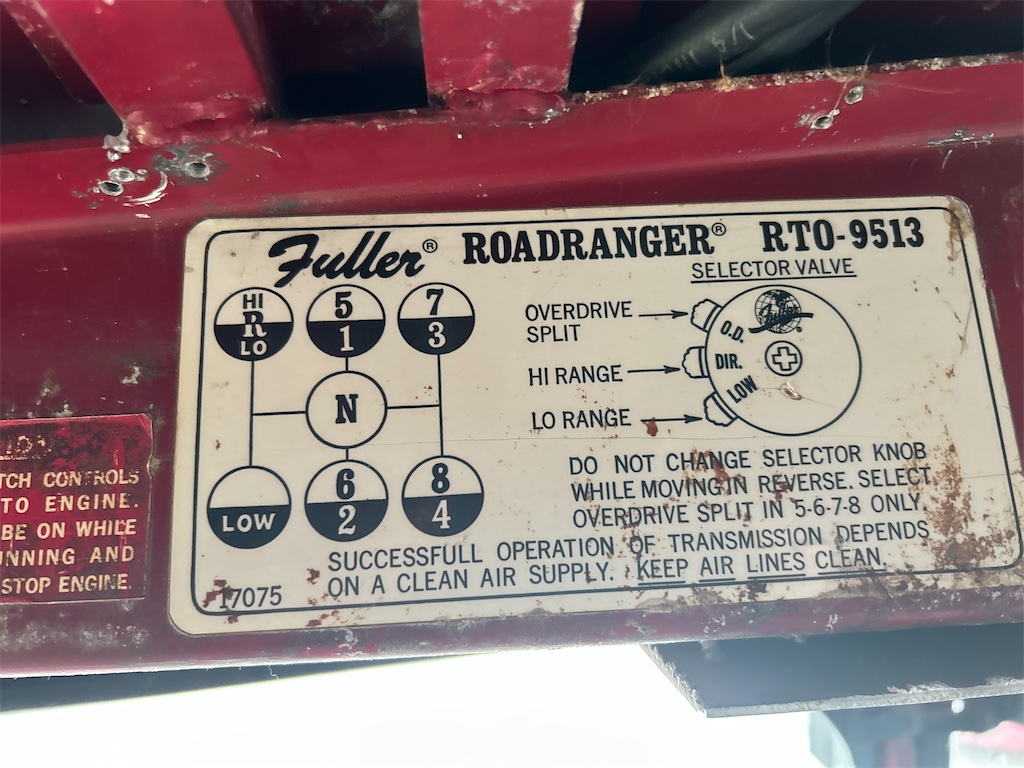 Fuller® ROADRANGER® RTO-9513
SELECTOR VALVE
HI
R
LO
5
1
7
3
N
LOW
6
2
8
4
OVERDRIVE
SPLIT
HI RANGE
LO RANGE
O.D.
DIR.
LOW
Fuller
DO NOT CHANGE SELECTOR KNOB
WHILE MOVING IN REVERSE. SELECT
OVERDRIVE SPLIT IN 5-6-7-8 ONLY.
SUCCESSFULL OPERATION OF TRANSMISSION DEPENDS
ON A CLEAN AIR SUPPLY. KEEP AIR LINES CLEAN.
17075
TCH CONTROLS
TO ENGINE.
BE ON WHILE
UNNING AND
STOP ENGINE.